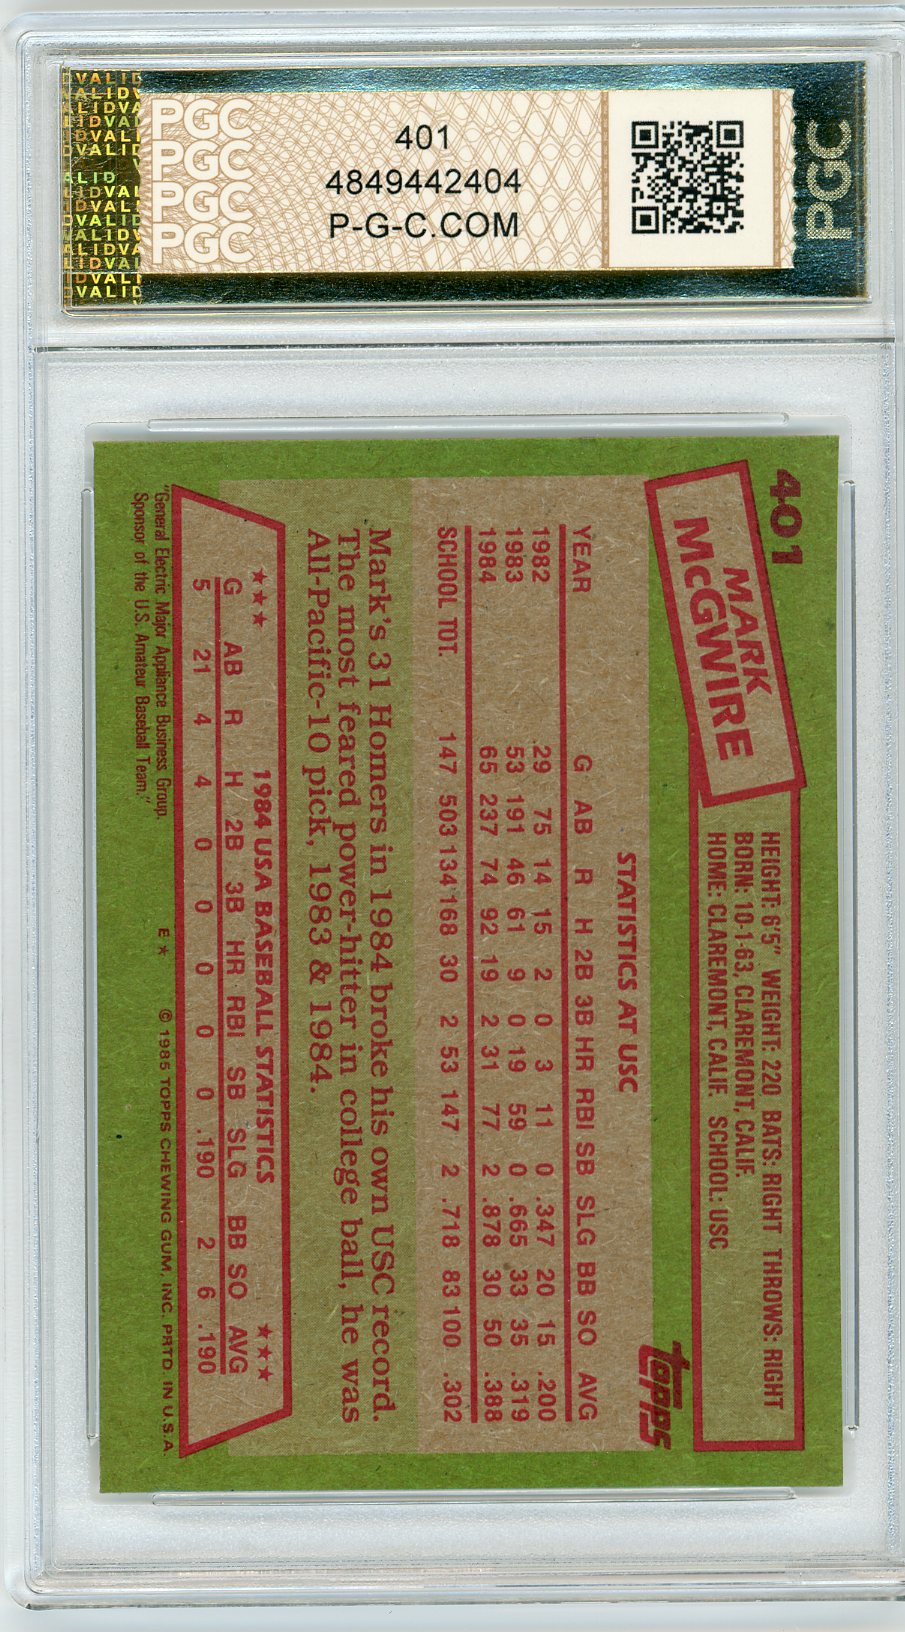 VALID
PGC
PGC
PGC
PGC
401
4849442404
P-G-C.COM
PGC
401
MARK
McGWIRE
HEIGHT: 6'5" WEIGHT: 220 BATS: RIGHT THROWS: RIGHT
BORN: 10-1-63, CLAREMONT, CALIF.
HOME: CLAREMONT, CALIF. SCHOOL: USC
topps
STATISTICS AT USC
YEAR G AB R H 2B 3B HR RBI SB SLG BB SO AVG
1982 29 75 14 15 2 0 3 11 0 .347 20 15 .200
1983 53 191 46 61 9 0 19 59 0 .665 33 35 .319
1984 65 237 74 92 19 2 31 77 2 .878 30 50 .388
SCHOOL TOT. 147 503 134 168 30 2 53 147 2 .718 83 100 .302
Mark's 31 Homers in 1984 broke his own USC record.
The most feared power-hitter in college ball, he was
All-Pacific-10 pick, 1983 & 1984.
★★★ 1984 USA BASEBALL STATISTICS ★★★
G AB R H 2B 3B HR RBI SB SLG BB SO AVG
5 21 4 4 0 0 0 0 0 .190 2 6 .190
"General Electric Major Appliance Business Group,
Sponsor of the U.S. Amateur Baseball Team."
E★ © 1985 TOPPS CHEWING GUM, INC. PRTD. IN U.S.A.